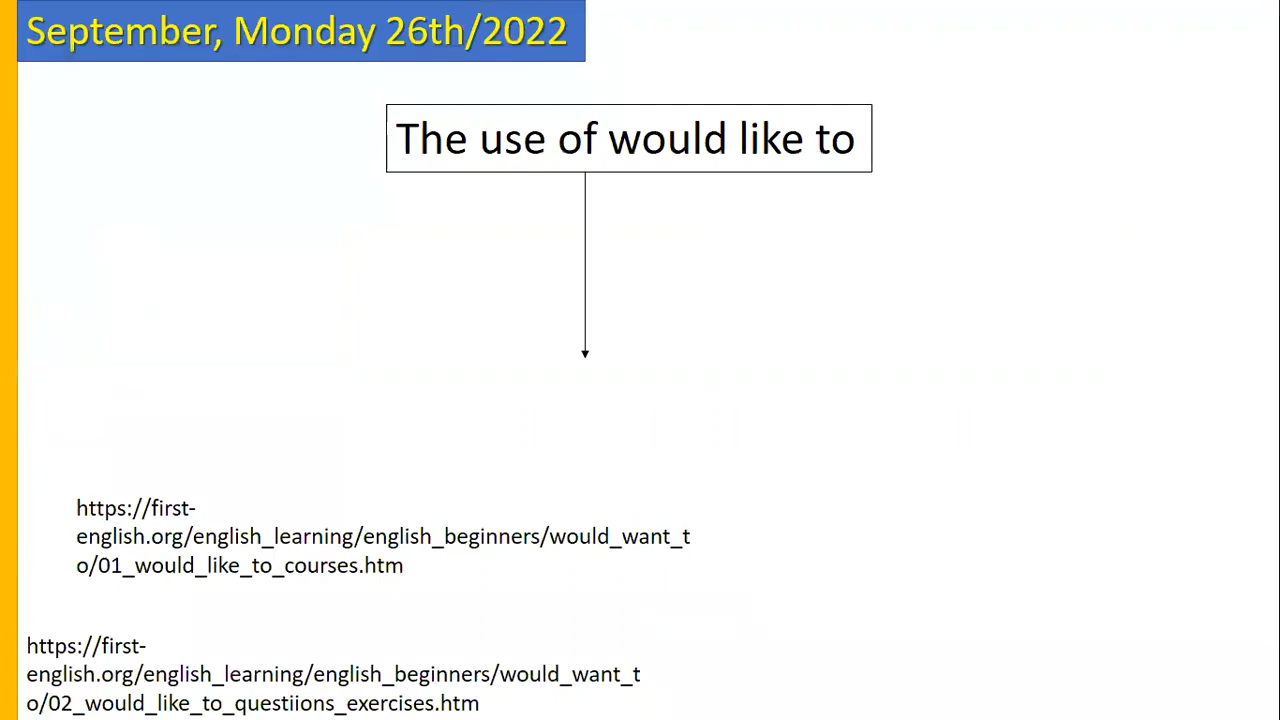 September, Monday 26th/2022
The use of would like to
https://first-
english.org/english_learning/english_beginners/would_want_t
o/01_would_like_to_courses.htm
https://first-
english.org/english_learning/english_beginners/would_want_t
o/02_would_like_to_questiions_exercises.htm